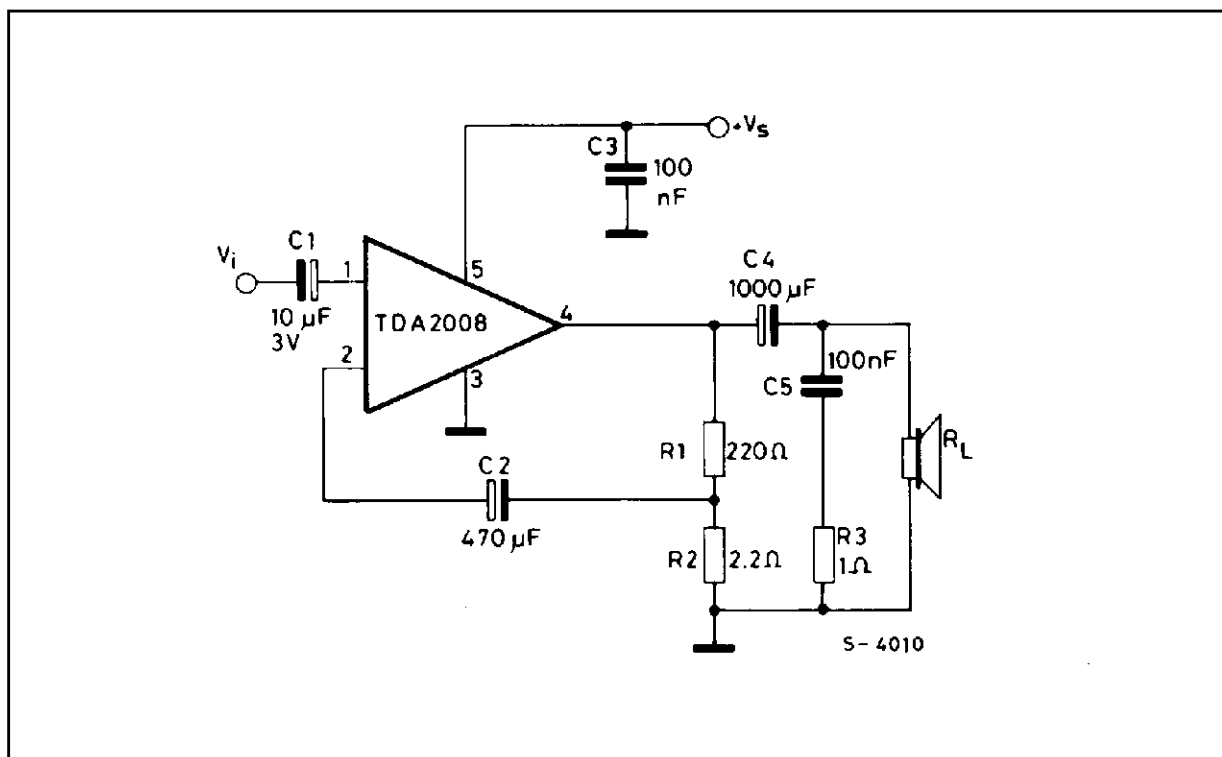 +Vs
C3
100
nF
Vi
C1
1
10 µF
3V
5
TDA2008
4
2
3
C4
1000 µF
100nF
C5
RL
R1
220Ω
C2
470 µF
R2
2.2Ω
R3
1Ω
S-4010